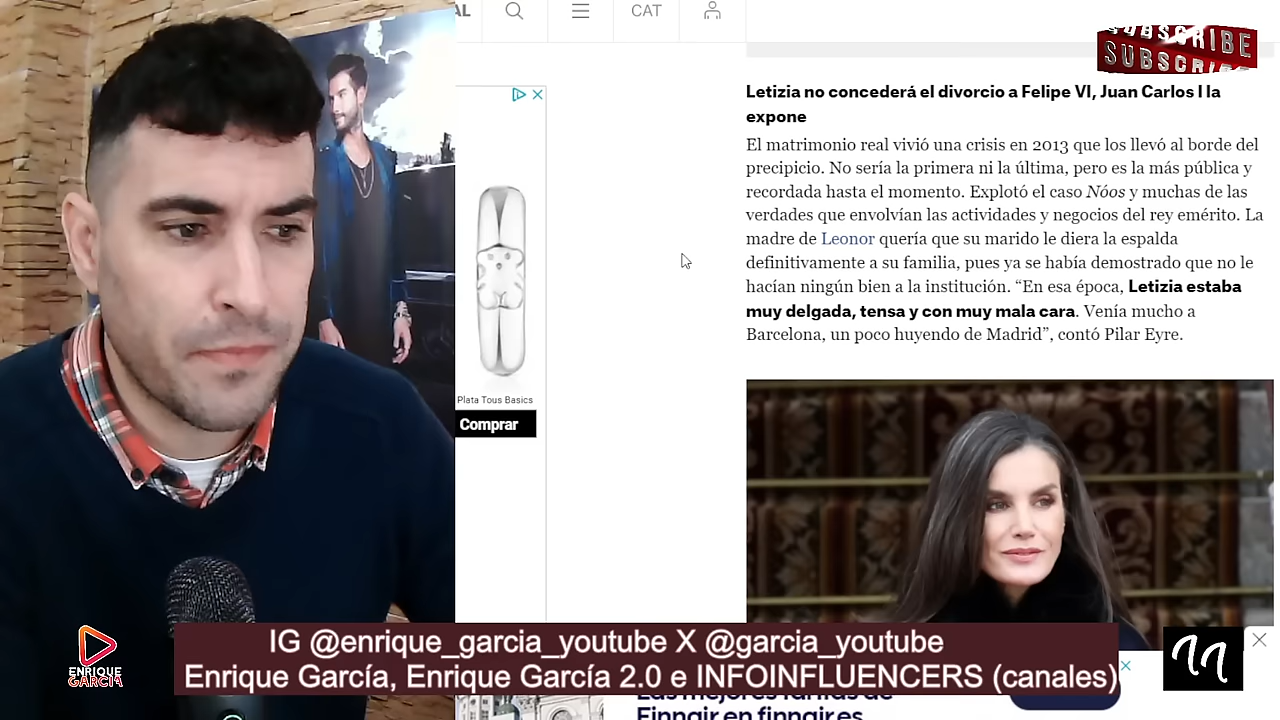 AL
CAT
SUBSCRIBE
SUBSCRIBE
Letizia no concederá el divorcio a Felipe VI, Juan Carlos I la
expone
El matrimonio real vivió una crisis en 2013 que los llevó al borde del
precipicio. No sería la primera ni la última, pero es la más pública y
recordada hasta el momento. Explotó el caso Nóos y muchas de las
verdades que envolvían las actividades y negocios del rey emérito. La
madre de Leonor quería que su marido le diera la espalda
definitivamente a su familia, pues ya se había demostrado que no le
hacían ningún bien a la institución. “En esa época, Letizia estaba
muy delgada, tensa y con muy mala cara. Venía mucho a
Barcelona, un poco huyendo de Madrid”, contó Pilar Eyre.
Plata Tous Basics
Comprar
ENRIQUE
GARCÍA
IG @enrique_garcia_youtube X @garcia_youtube
Enrique García, Enrique García 2.0 e INFOINFLUENCERS (canales)
Finnair en finnair.es